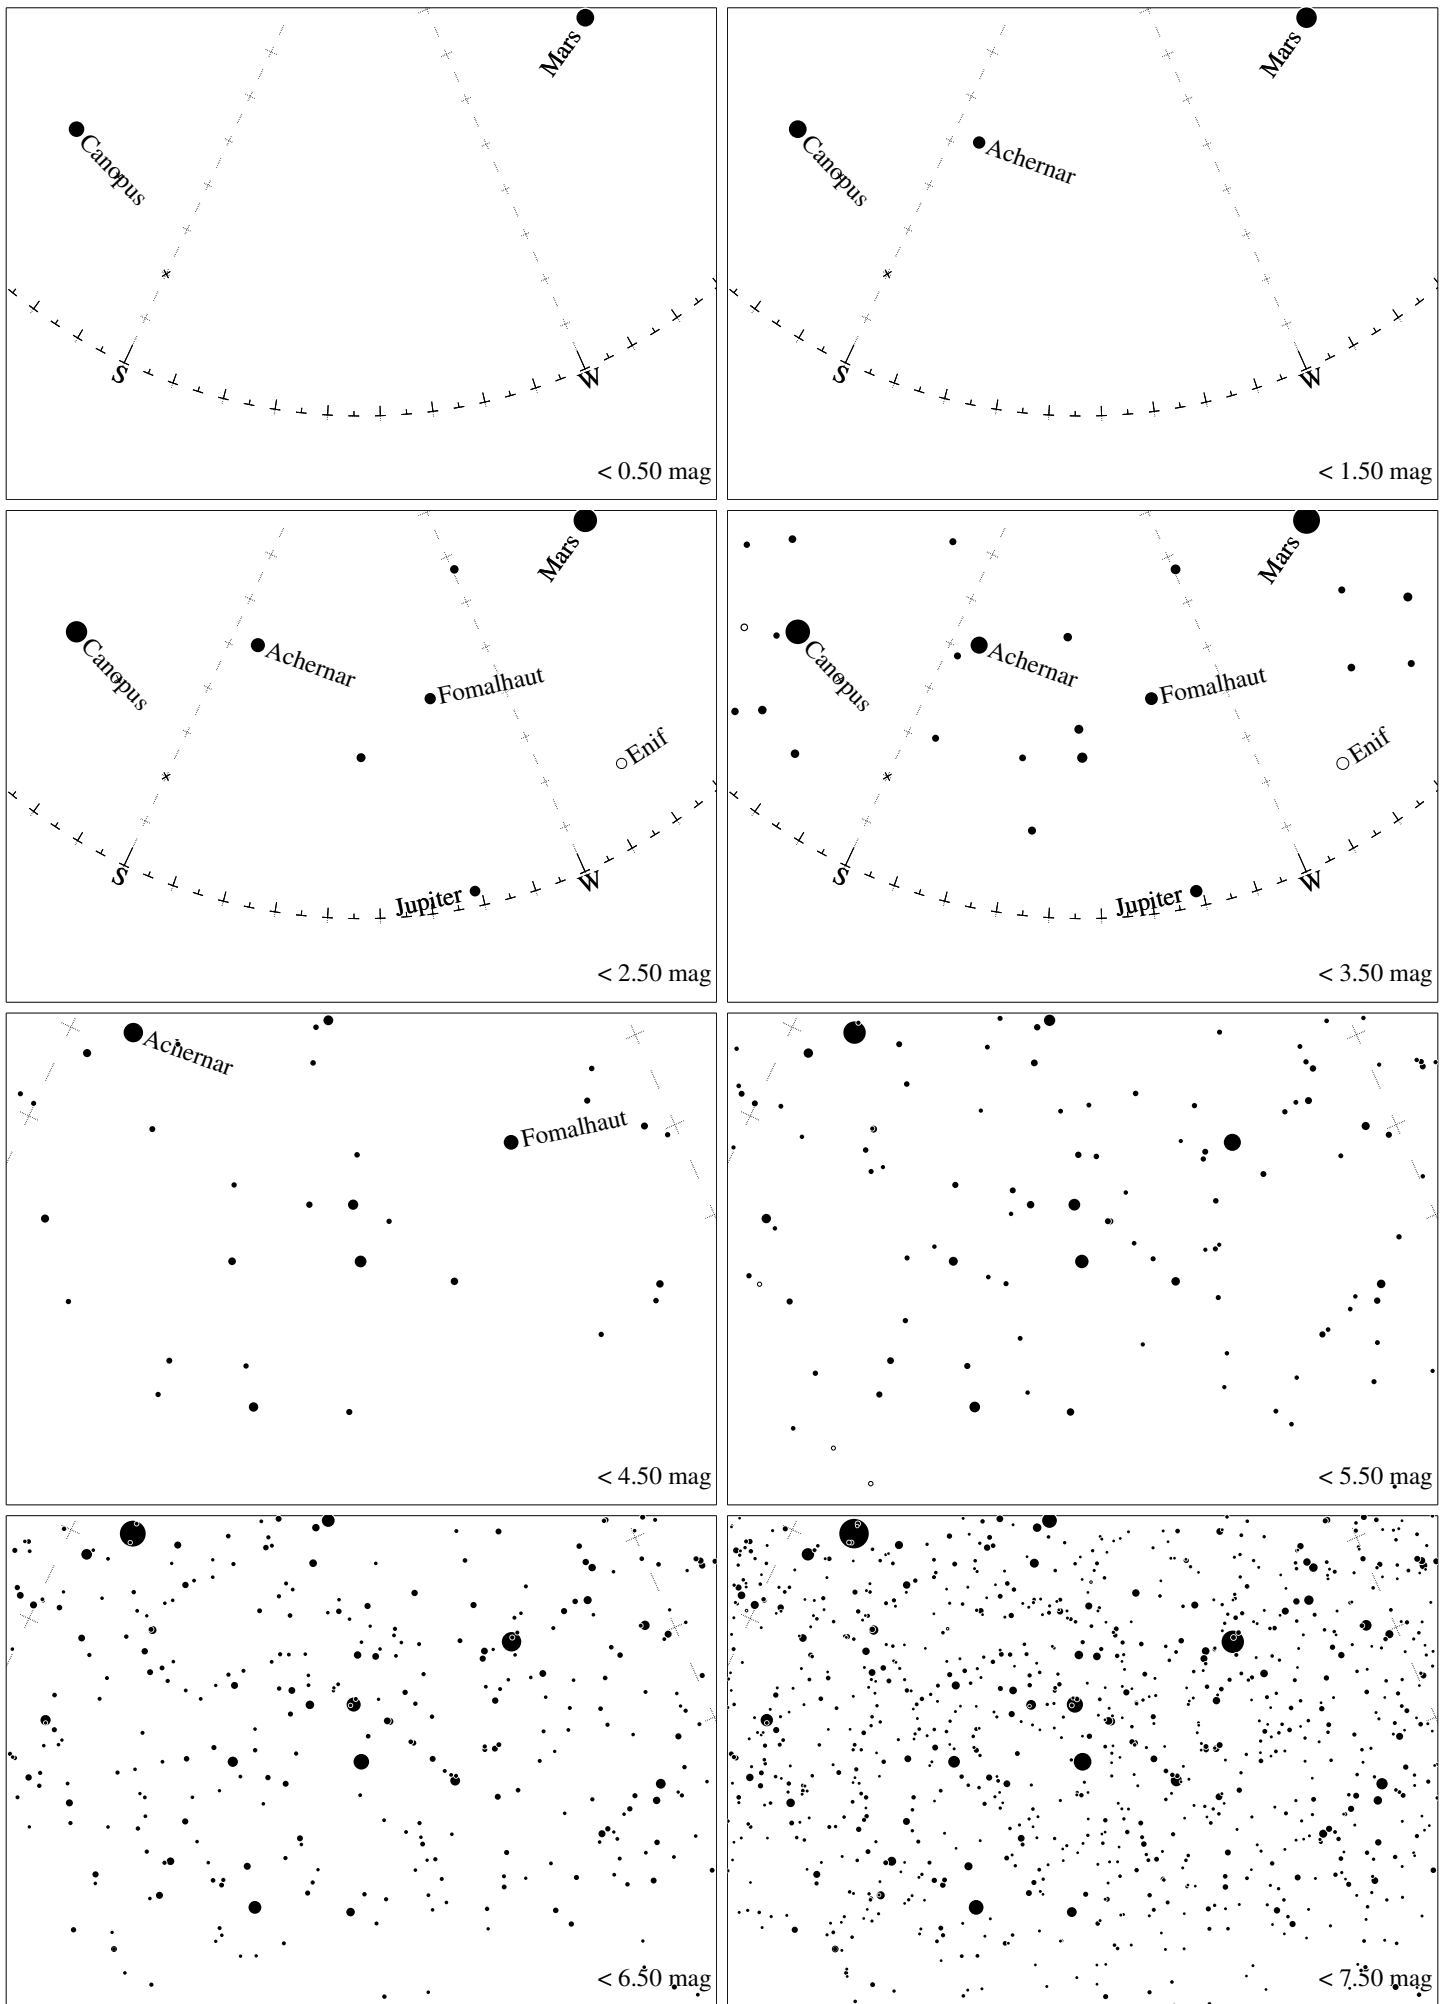 Mars
Canopus
S
W
< 0.50 mag
Mars
Canopus
Achernar
S
W
< 1.50 mag
Mars
Canopus
Achernar
Fomalhaut
Enif
S
W
Jupiter
< 2.50 mag
Mars
Canopus
Achernar
Fomalhaut
Enif
S
W
Jupiter
< 3.50 mag
Achernar
Fomalhaut
< 4.50 mag
< 5.50 mag
< 6.50 mag
< 7.50 mag